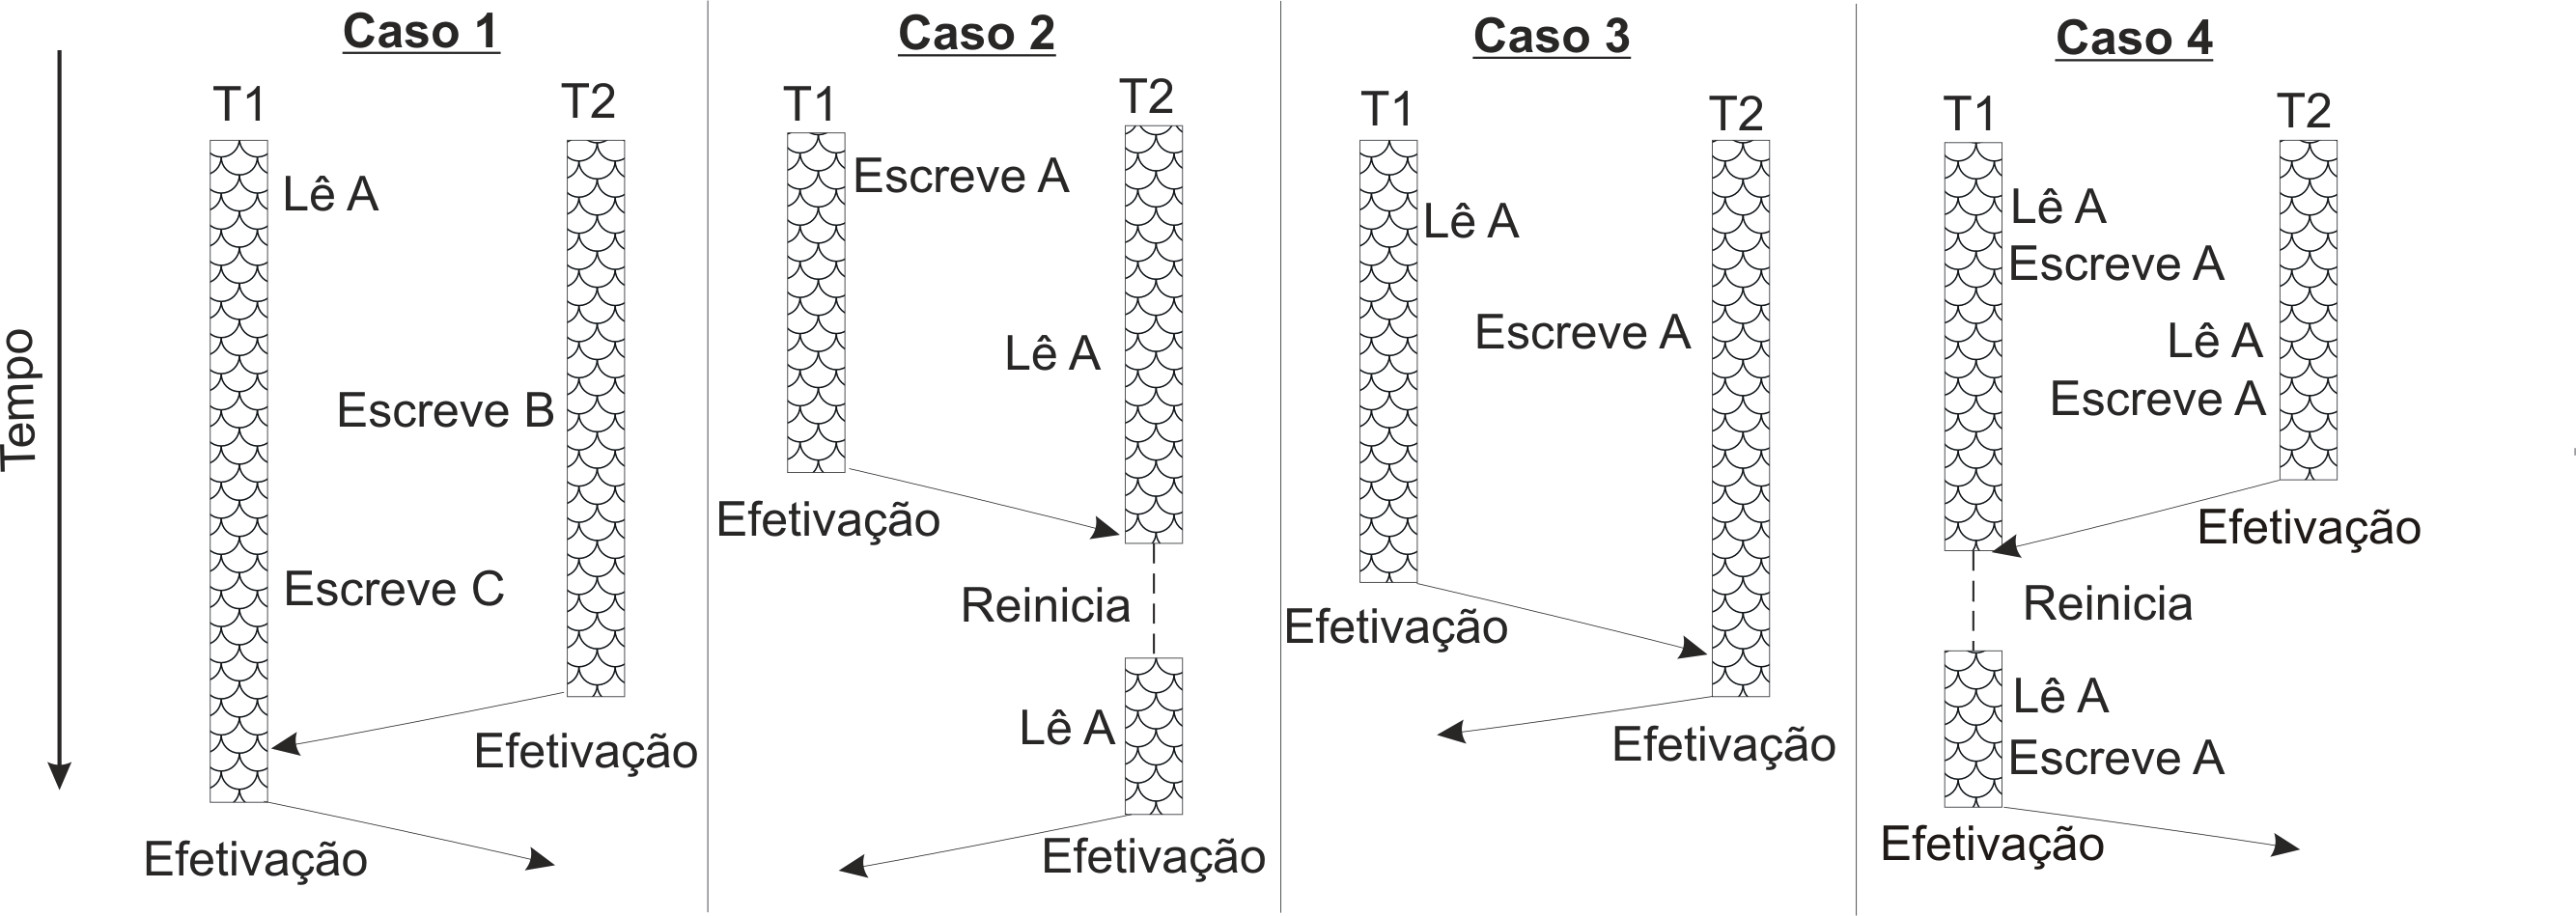 Tempo
Caso 1
T1
T2
Lê A
Escreve B
Escreve C
Efetivação
Efetivação
Caso 2
T1
T2
Escreve A
Lê A
Efetivação
Reinicia
Lê A
Efetivação
Caso 3
T1
T2
Lê A
Escreve A
Efetivação
Efetivação
Caso 4
T1
T2
Lê A
Escreve A
Lê A
Escreve A
Efetivação
Reinicia
Lê A
Escreve A
Efetivação